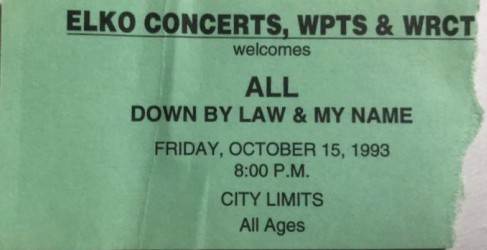 ELKO CONCERTS, WPTS & WRCT
welcomes
ALL
DOWN BY LAW & MY NAME
FRIDAY, OCTOBER 15, 1993
8:00 P.M.
CITY LIMITS
All Ages